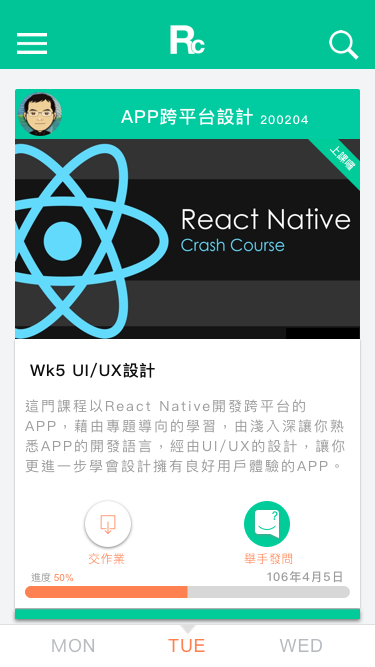 Rc
APP跨平台設計 200204
上課囉
React Native
Crash Course
Wk5 UI/UX設計
這門課程以React Native開發跨平台的
APP，藉由專題導向的學習，由淺入深讓你熟
悉APP的開發語言，經由UI/UX的設計，讓你
更進一步學會設計擁有良好用戶體驗的APP。
?
交作業
舉手發問
進度 50%
106年4月5日
MON
TUE
WED